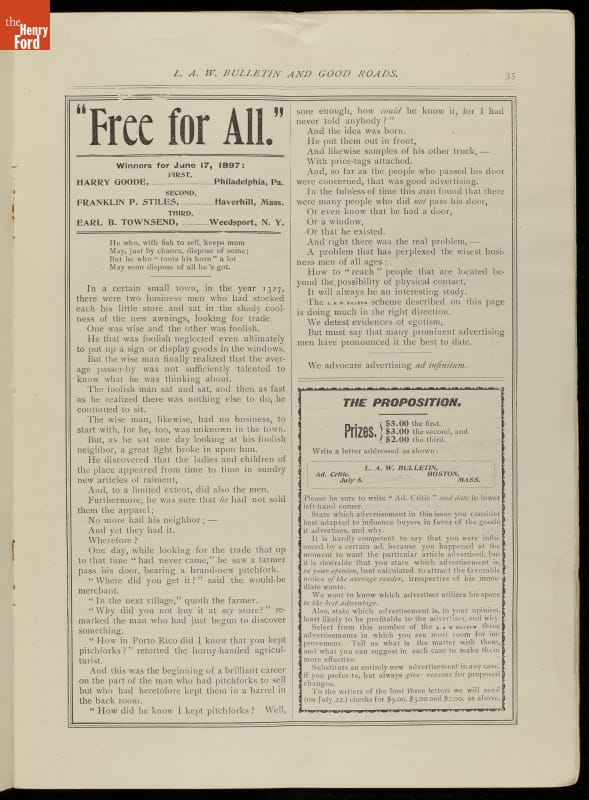 the
Henry
Ford
L. A. W. BULLETIN AND GOOD ROADS.
35
"Free for All."
Winners for June 17, 1897:
FIRST,
HARRY GOODE, Philadelphia, Pa.
SECOND,
FRANKLIN P. STILES, Haverhill, Mass.
THIRD,
EARL B. TOWNSEND, Weedsport, N. Y.
He who, with fish to sell, keeps mum
May, just by chance, dispose of some;
But he who "toots his horn" a lot
May soon dispose of all he's got.
In a certain small town, in the year 1327,
there were two business men who had stocked
each his little store and sat in the shady cool-
ness of the new awnings, looking for trade.
One was wise and the other was foolish.
He that was foolish neglected even ultimately
to put up a sign or display goods in the windows.
But the wise man finally realized that the aver-
age passer-by was not sufficiently talented to
know what he was thinking about.
The foolish man sat and sat, and then as fast
as he realized there was nothing else to do, he
continued to sit.
The wise man, likewise, had no business, to
start with, for he, too, was unknown in the town.
But, as he sat one day looking at his foolish
neighbor, a great light broke in upon him.
He discovered that the ladies and children of
the place appeared from time to time in sundry
new articles of raiment,
And, to a limited extent, did also the men.
Furthermore, he was sure that he had not sold
them the apparel;
No more had his neighbor; —
And yet they had it.
Wherefore?
One day, while looking for the trade that up
to that time "had never came," he saw a farmer
pass his door, bearing a brand-new pitchfork.
"Where did you get it?" said the would-be
merchant.
"In the next village," quoth the farmer.
"Why did you not buy it at my store?" re-
marked the man who had just begun to discover
something.
"How in Porto Rico did I know that you kept
pitchforks?" retorted the horny-handed agricul-
turist.
And this was the beginning of a brilliant career
on the part of the man who had pitchforks to sell
but who had heretofore kept them in a barrel in
the back room.
"How did he know I kept pitchforks? Well,
sure enough, how could he know it, for I had
never told anybody?"
And the idea was born.
He put them out in front,
And likewise samples of his other truck, —
With price-tags attached.
And, so far as the people who passed his door
were concerned, that was good advertising.
In the fulness of time this man found that there
were many people who did not pass his door,
Or even know that he had a door,
Or a window,
Or that he existed.
And right there was the real problem, —
A problem that has perplexed the wisest busi-
ness men of all ages:
How to "reach" people that are located be-
yond the possibility of physical contact.
It will always be an interesting study.
The L. A. W. BULLETIN scheme described on this page
is doing much in the right direction.
We detest evidences of egotism,
But must say that many prominent advertising
men have pronounced it the best to date.
We advocate advertising ad infinitum.
THE PROPOSITION.
Prizes. { $5.00 the first,
$3.00 the second, and
$2.00 the third.
Write a letter addressed as shown:
L. A. W. BULLETIN,
Ad. Critic. BOSTON,
July 8. MASS.
Please be sure to write "Ad. Critic" and date in lower
left-hand corner.
State which advertisement in this issue you consider
best adapted to influence buyers in favor of the goods
it advertises, and why.
It is hardly competent to say that you were influ-
enced by a certain ad. because you happened at the
moment to want the particular article advertised, but
it is desirable that you state which advertisement is,
in your opinion, best calculated to attract the favorable
notice of the average reader, irrespective of his imme-
diate wants.
We want to know which advertiser utilizes his space
to the best advantage.
Also, state which advertisement is, in your opinion,
least likely to be profitable to the advertiser, and why.
Select from this number of the L. A. W. BULLETIN three
advertisements in which you see most room for im-
provement. Tell us what is the matter with them,
and what you can suggest in each case to make them
more effective.
Substitute an entirely new advertisement in any case,
if you prefer to, but always give reasons for proposed
changes.
To the writers of the best three letters we will send
(on July 22,) checks for $5.00, $3.00 and $2.00, as above.